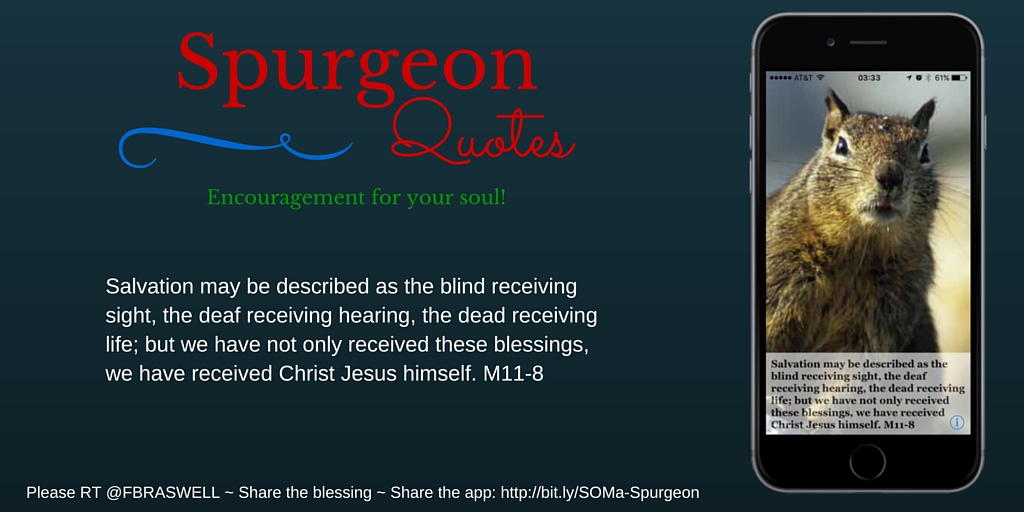 Spurgeon
Quotes
Encouragement for your soul!
Salvation may be described as the blind receiving
sight, the deaf receiving hearing, the dead receiving
life; but we have not only received these blessings,
we have received Christ Jesus himself. M11-8
Please RT @FBRASWELL ~ Share the blessing ~ Share the app: http://bit.ly/SOMa-Spurgeon
AT&T 03:33 61%
Salvation may be described as the
blind receiving sight, the deaf
receiving hearing, the dead receiving
life; but we have not only received
these blessings, we have received
Christ Jesus himself. M11-8